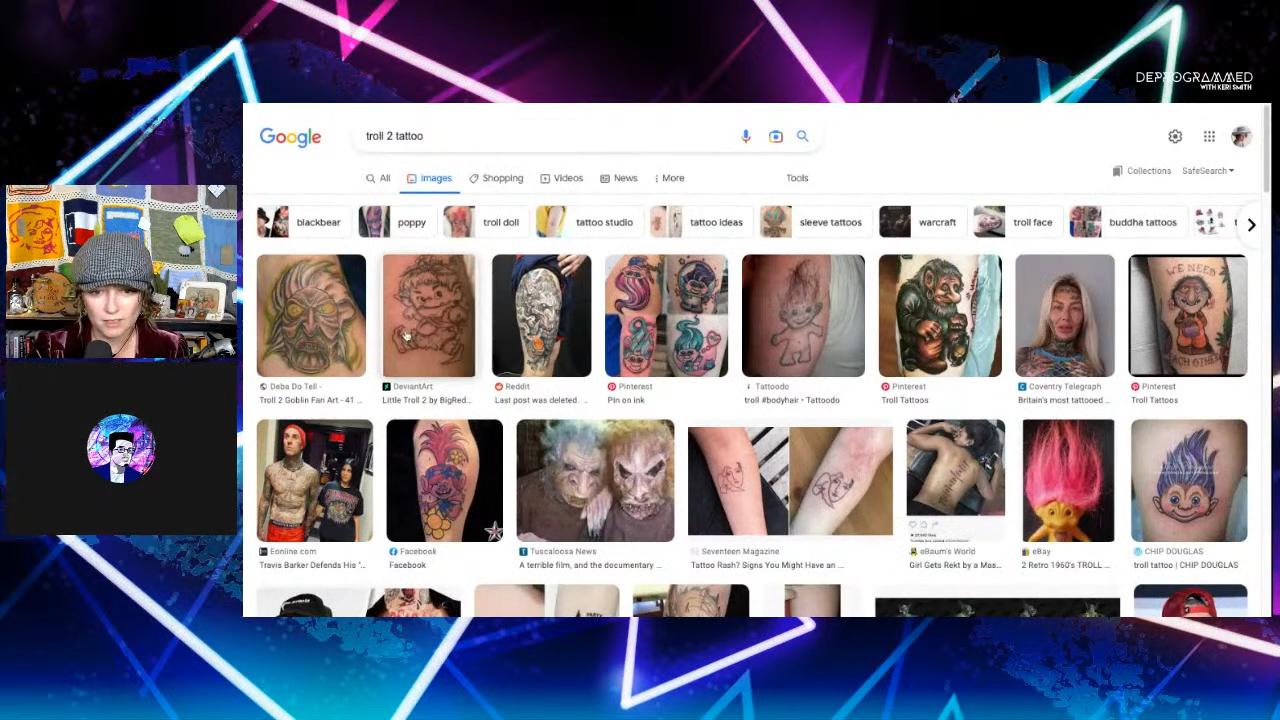 DEPROGRAMMED
WITH KERI SMITH
Google
troll 2 tattoo
All
Images
Shopping
Videos
News
More
Tools
Collections
SafeSearch
blackbear
poppy
troll doll
tattoo studio
tattoo ideas
sleeve tattoos
warcraft
troll face
buddha tattoos
WE NEED
EACH OTHER
Deba Do Tell -
DeviantArt
Reddit
Pinterest
Tattoodo
Pinterest
Coventry Telegraph
Pinterest
Troll 2 Goblin Fan Art - 41 ...
Little Troll 2 by BigRed...
Last post was deleted. ...
Pin on ink
troll #bodyhair • Tattoodo
Troll Tattoos
Britain's most tattooed ...
Troll Tattoos
Eonline.com
Facebook
Tuscaloosa News
Seventeen Magazine
eBaum's World
eBay
CHIP DOUGLAS
Travis Barker Defends His "...
Facebook
A terrible film, and the documentary ...
Tattoo Rash? Signs You Might Have an ...
Girl Gets Rekt by a Mas...
2 Retro 1960's TROLL ...
troll tattoo | CHIP DOUGLAS